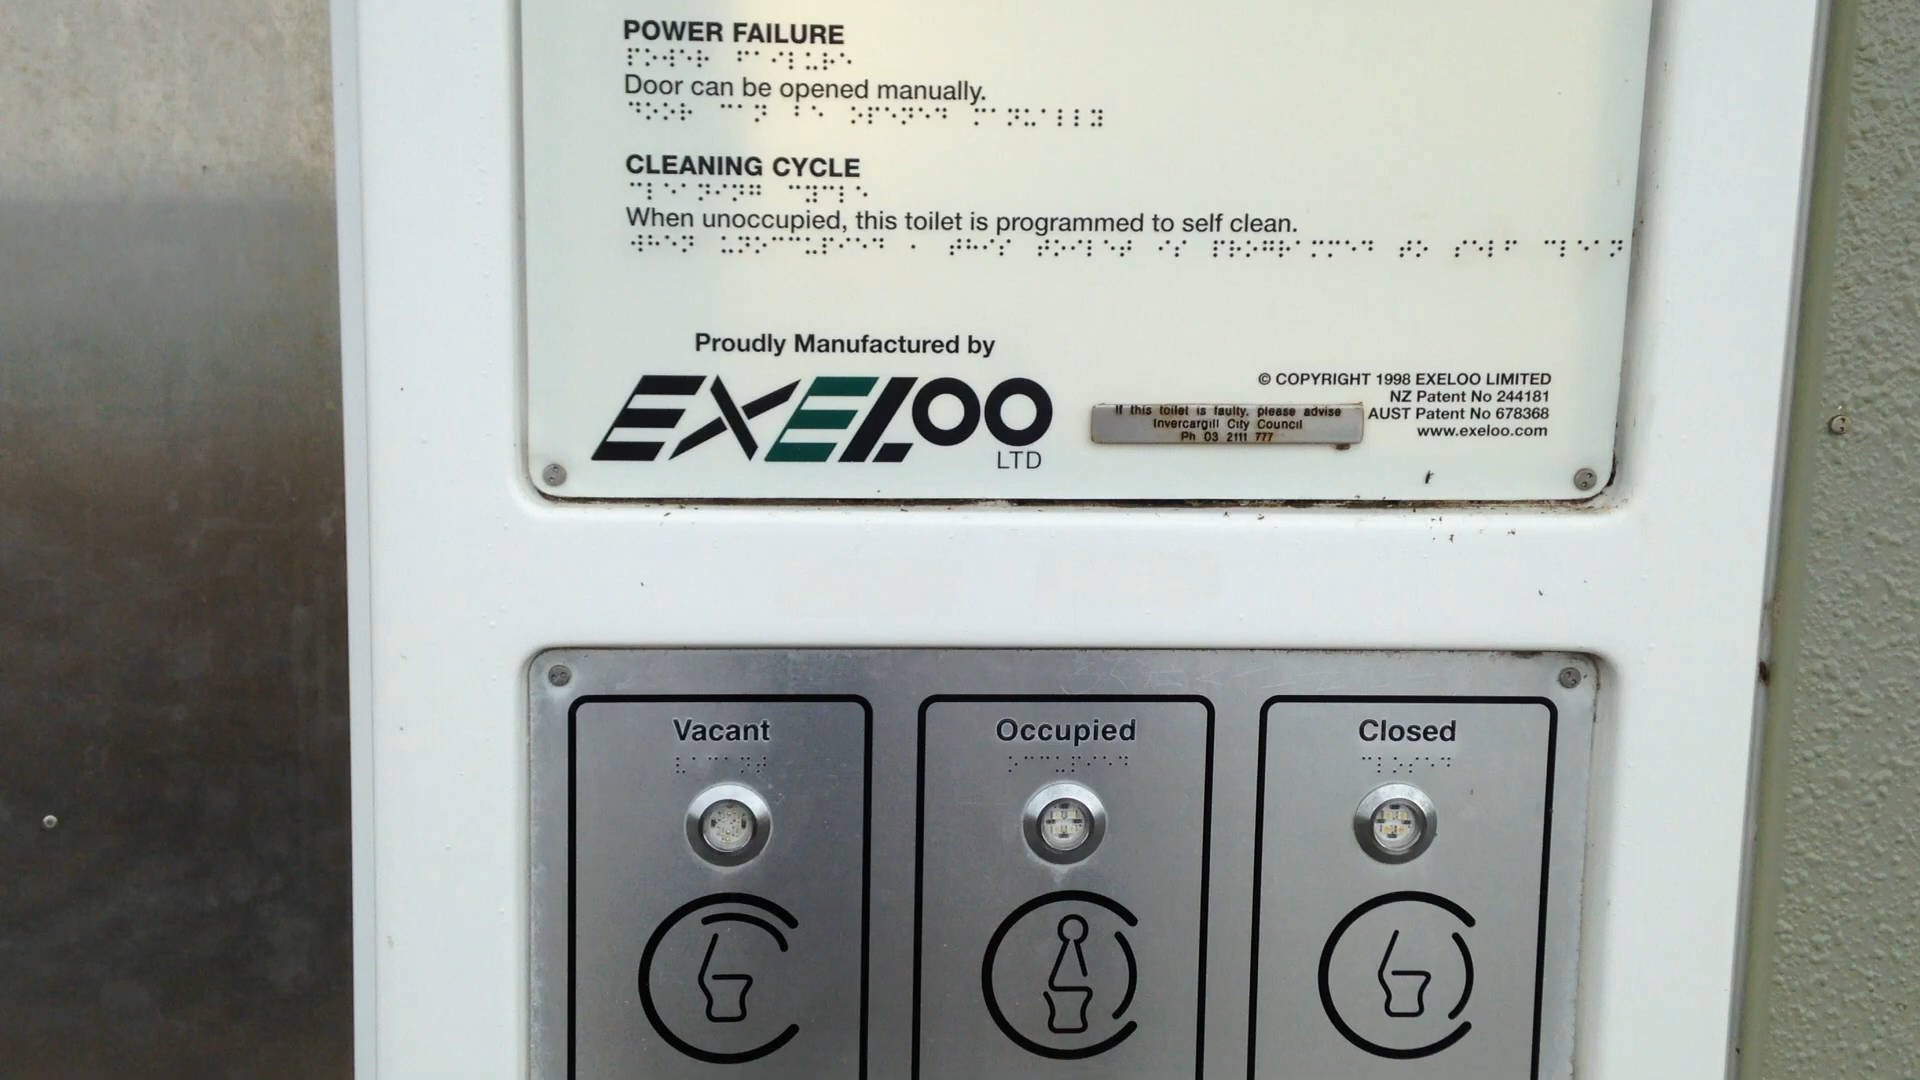 POWER FAILURE
⠏⠕⠺⠑⠗ ⠋⠁⠊⠇⠥⠗⠑
Door can be opened manually.
⠙⠕⠕⠗ ⠉⠁⠝ ⠃⠑ ⠕⠏⠑⠝⠑⠙ ⠍⠁⠝⠥⠁⠇⠇⠽
CLEANING CYCLE
⠉⠇⠑⠁⠝⠊⠝⠛ ⠉⠽⠉⠇⠑
When unoccupied, this toilet is programmed to self clean.
⠺⠓⠑⠝ ⠥⠝⠕⠉⠉⠥⠏⠊⠑⠙ ⠂ ⠞⠓⠊⠎ ⠞⠕⠊⠇⠑⠞ ⠊⠎ ⠏⠗⠕⠛⠗⠁⠍⠍⠑⠙ ⠞⠕ ⠎⠑⠇⠋ ⠉⠇⠑⠁⠝
Proudly Manufactured by
EXELOO
LTD
If this toilet is faulty, please advise
Invercargill City Council
Ph 03 2111 777
© COPYRIGHT 1998 EXELOO LIMITED
NZ Patent No 244181
AUST Patent No 678368
www.exeloo.com
Vacant
⠧⠁⠉⠁⠝⠞
Occupied
⠕⠉⠉⠥⠏⠊⠑⠙
Closed
⠉⠇⠕⠎⠑⠙